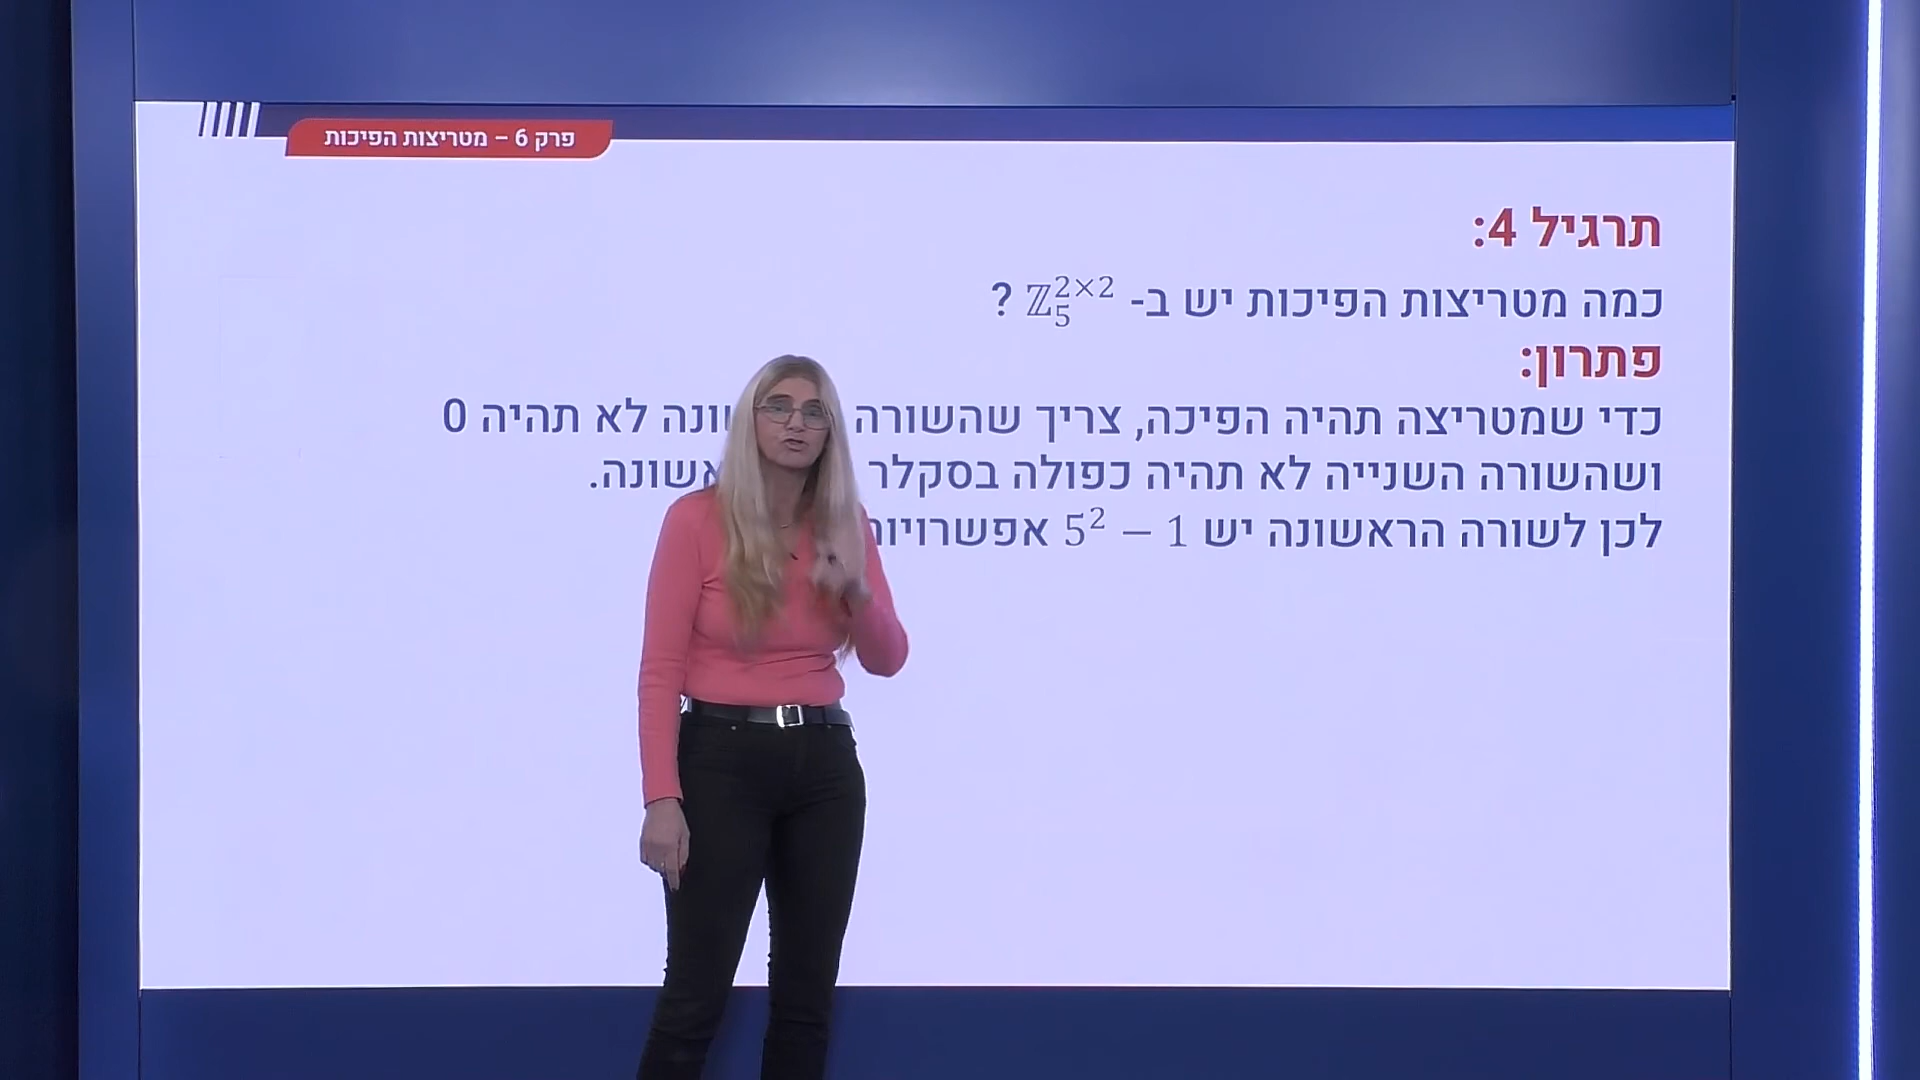 פרק 6 – מטריצות הפיכות
תרגיל 4:
כמה מטריצות הפיכות יש ב- $\mathbb{Z}_5^{2\times2}$ ?
פתרון:
כדי שמטריצה תהיה הפיכה, צריך שהשורה לא תהיה 0
ושהשורה השנייה לא תהיה כפולה בסקלר
לכן לשורה הראשונה יש $5^2 - 1$